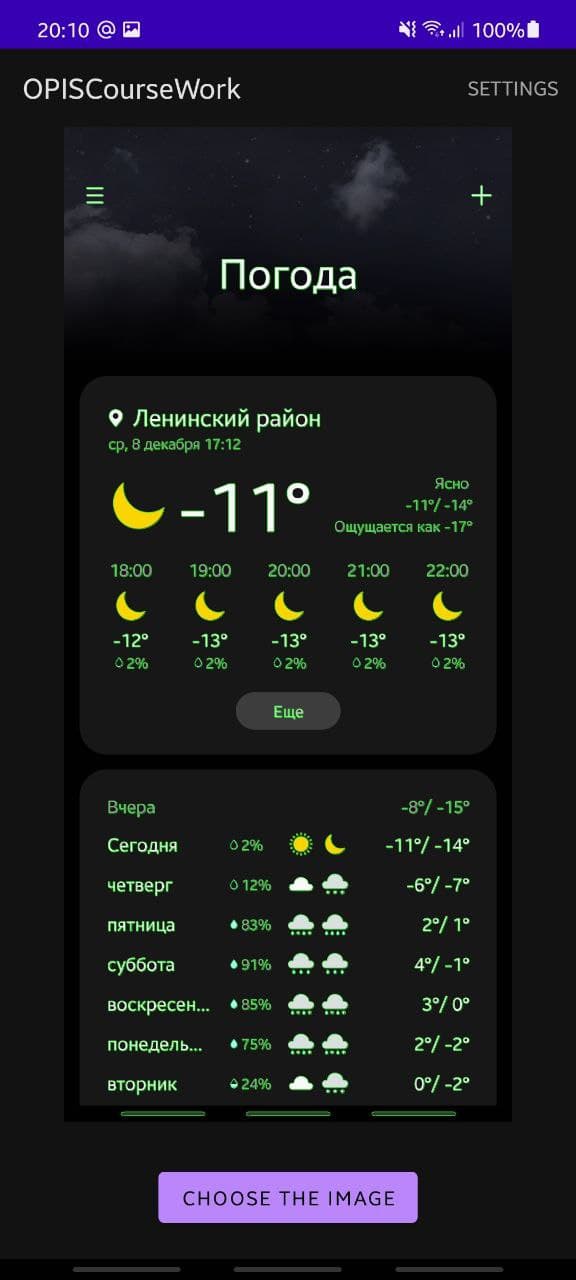 20:10 @ 100%
OPISCourseWork SETTINGS
Погода
Ленинский район
ср, 8 декабря 17:12
-11°
Ясно
-11°/ -14°
Ощущается как -17°
18:00 19:00 20:00 21:00 22:00
-12° -13° -13° -13° -13°
2% 2% 2% 2% 2%
Еще
Вчера -8°/ -15°
Сегодня 2% -11°/ -14°
четверг 12% -6°/ -7°
пятница 83% 2°/ 1°
суббота 91% 4°/ -1°
воскресен... 85% 3°/ 0°
понедель... 75% 2°/ -2°
вторник 24% 0°/ -2°
CHOOSE THE IMAGE